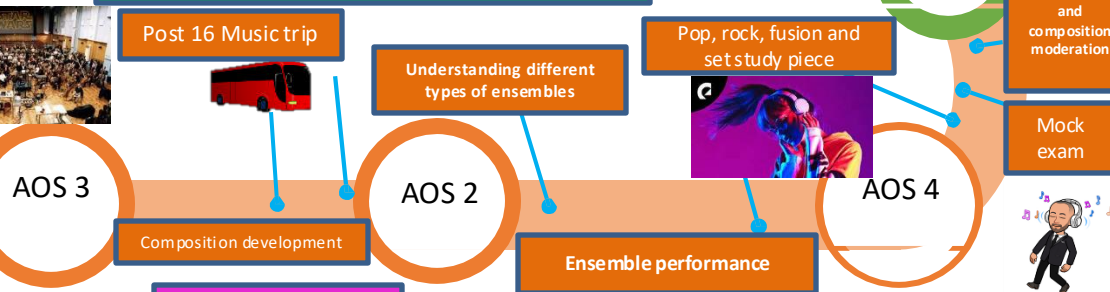 Post 16 Music trip
Understanding different
types of ensembles
Pop, rock, fusion and
set study piece
and
composition
moderation
Mock
exam
AOS 3
AOS 2
AOS 4
Composition development
Ensemble performance